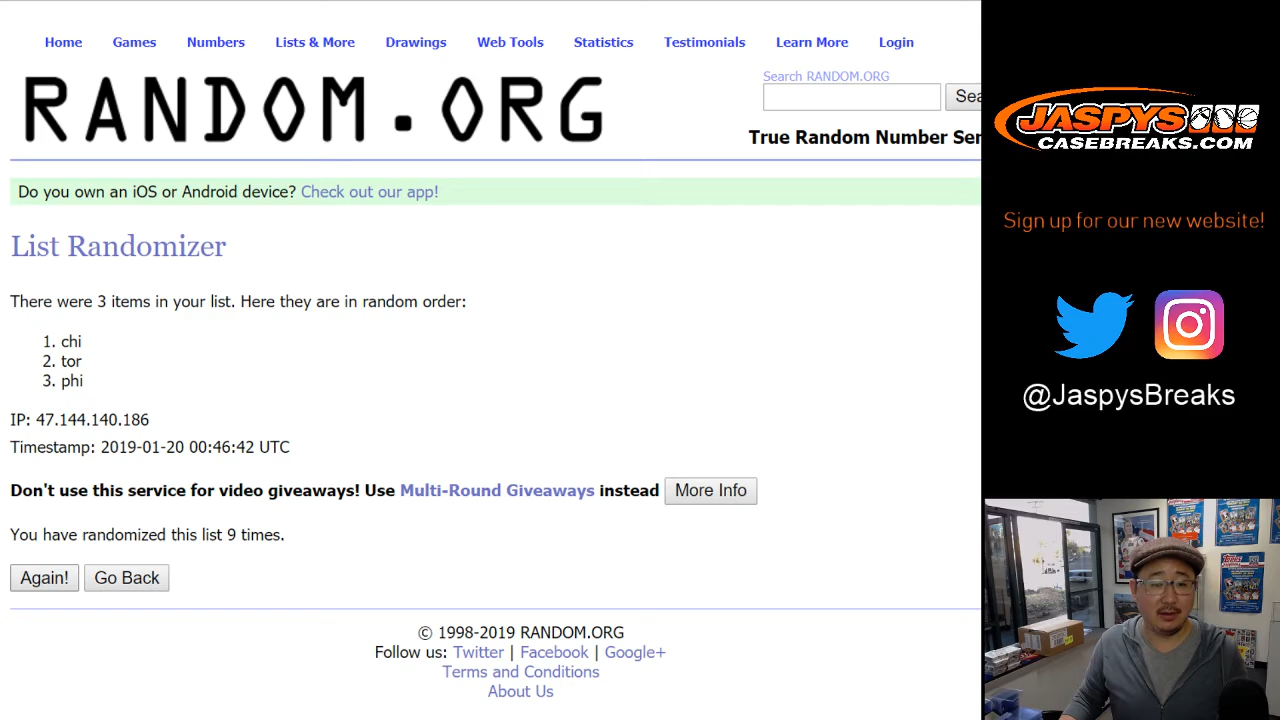 Home Games Numbers Lists & More Drawings Web Tools Statistics Testimonials Learn More Login
RANDOM.ORG
Search RANDOM.ORG
Sea
True Random Number Ser
Do you own an iOS or Android device? Check out our app!
List Randomizer
There were 3 items in your list. Here they are in random order:
1. chi
2. tor
3. phi
IP: 47.144.140.186
Timestamp: 2019-01-20 00:46:42 UTC
Don't use this service for video giveaways! Use Multi-Round Giveaways instead More Info
You have randomized this list 9 times.
Again! Go Back
© 1998-2019 RANDOM.ORG
Follow us: Twitter | Facebook | Google+
Terms and Conditions
About Us
JASPYS
CASEBREAKS.COM
Sign up for our new website!
@JaspysBreaks